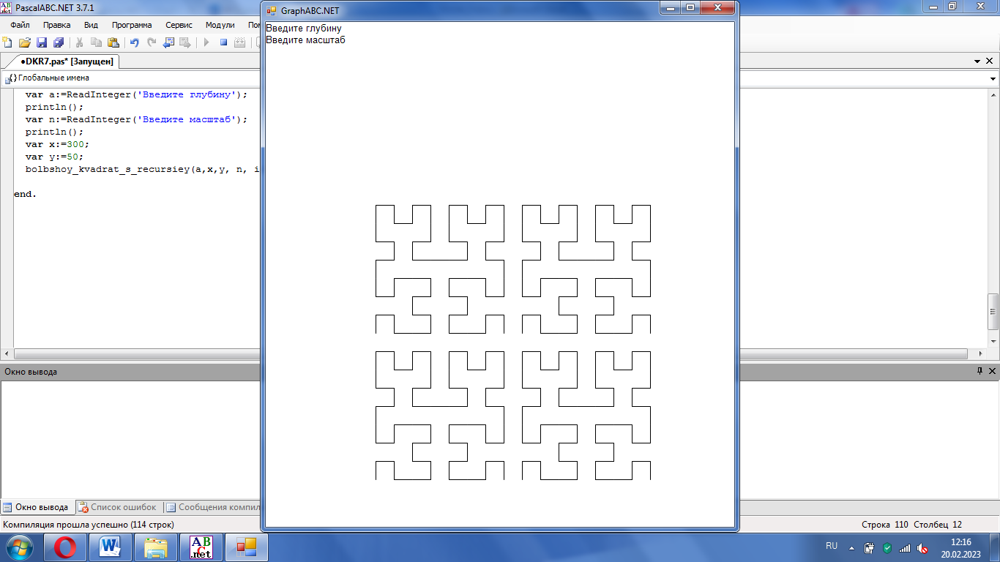 PascalABC.NET 3.7.1
Файл Правка Вид Программа Сервис Модули
●DKR7.pas* [Запущен]
{} Глобальные имена
var a:=ReadInteger('Введите глубину');
println();
var n:=ReadInteger('Введите масштаб');
println();
var x:=300;
var y:=50;
bolbshoy_kvadrat_s_recursiey(a,x,y, n,
end.
GraphABC.NET
Введите глубину
Введите масштаб
Окно вывода
Окно вывода Список ошибок Сообщения
Компиляция прошла успешно (114 строк)
Строка 110 Столбец 12
AB C .net
RU
12:16
20.02.2023